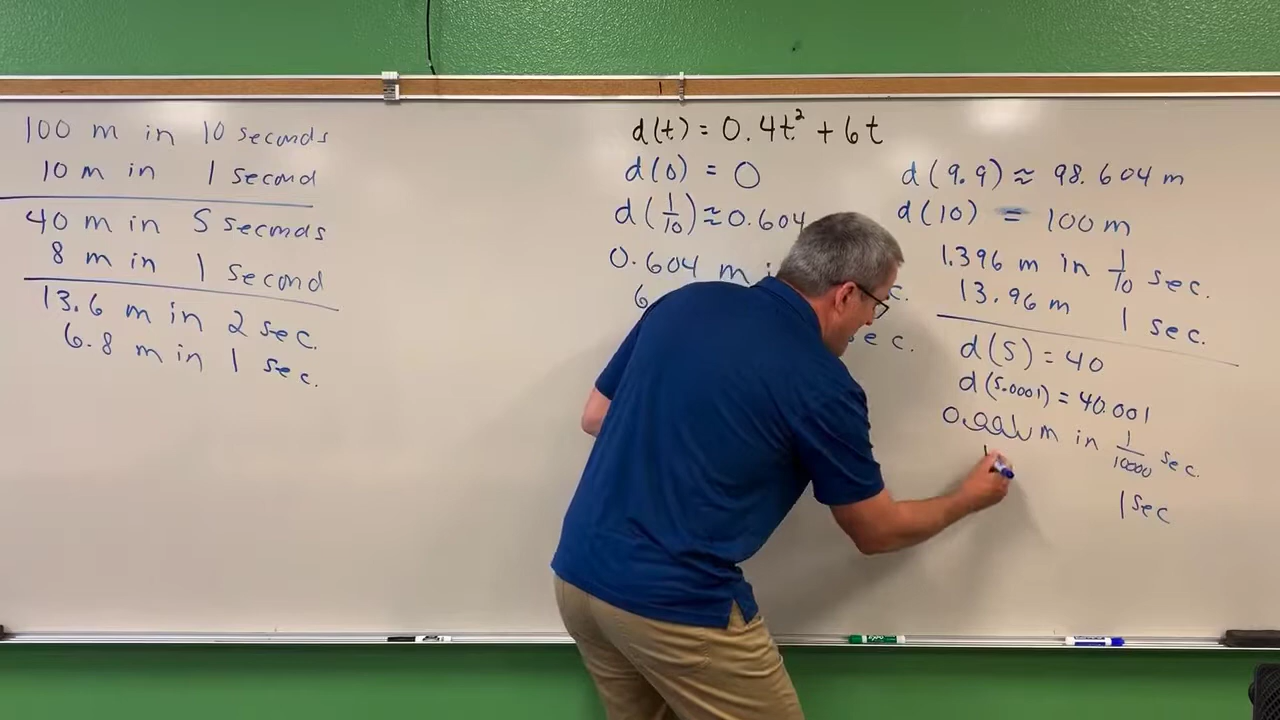 100 m in 10 seconds
10 m in 1 second
40 m in 5 seconds
8 m in 1 second
13.6 m in 2 sec.
6.8 m in 1 sec.
d(t) = 0.4t² + 6t
d(0) = 0
d(1/10) ≈ 0.604
0.604 m
6.
d(9.9) ≈ 98.604 m
d(10) = 100 m
1.396 m in 1/10 sec.
13.96 m 1 sec.
d(5) = 40
d(5.0001) = 40.001
0.001 m in 1/10000 sec.
1 sec